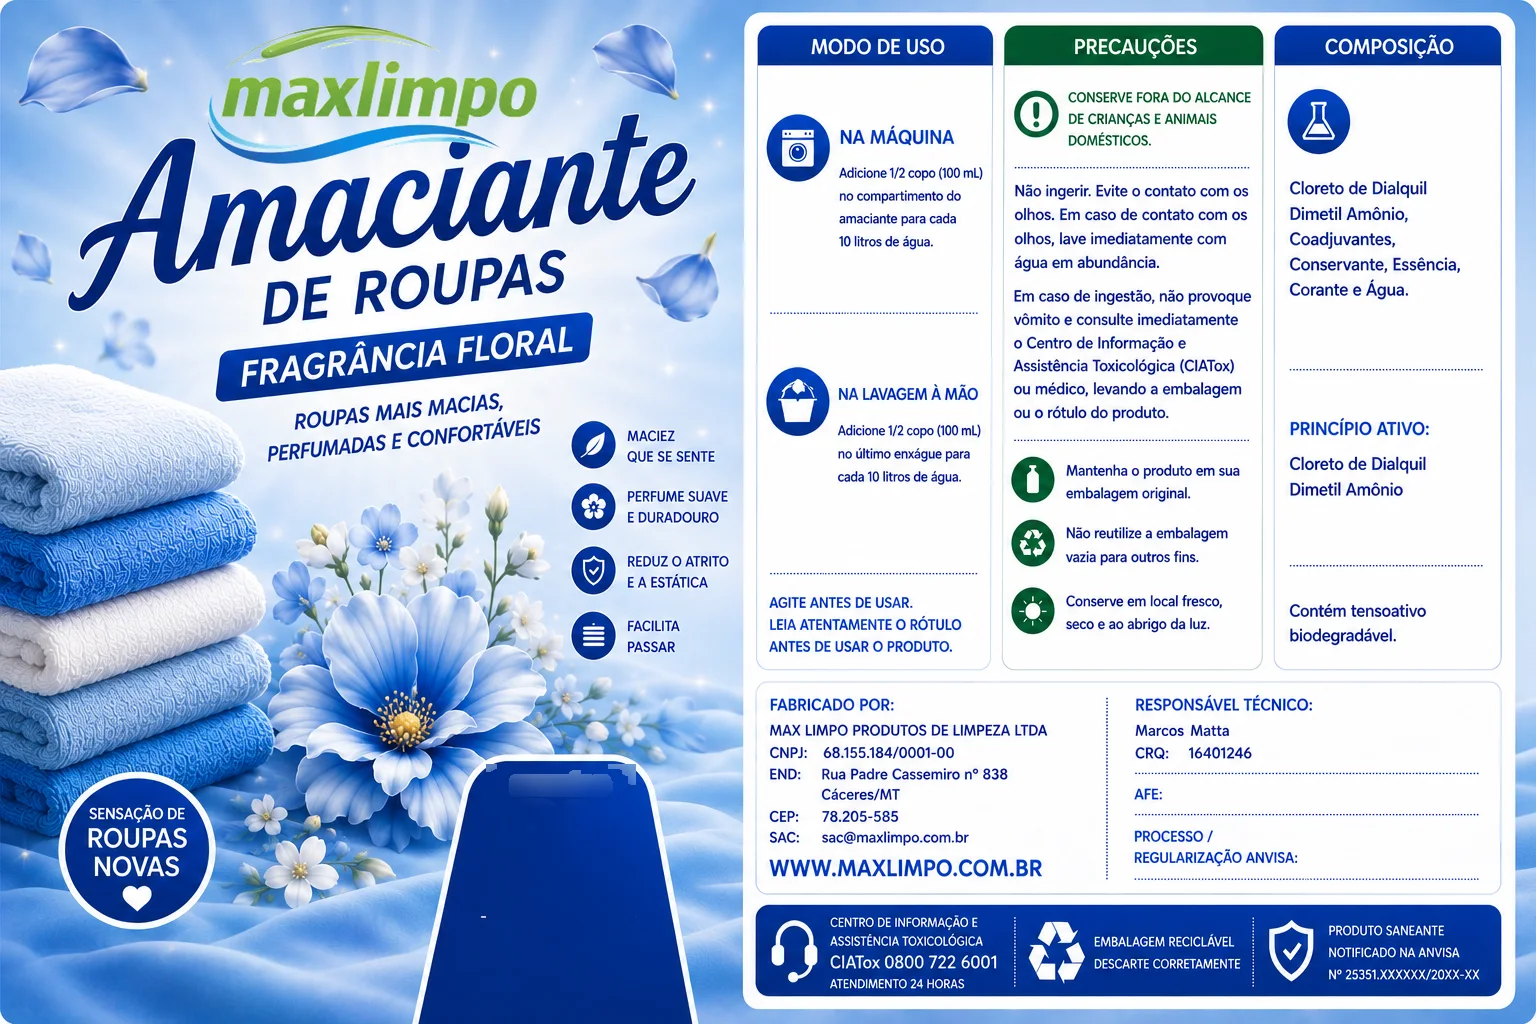 maxlimpo
Amaciante
DE ROUPAS
FRAGRÂNCIA FLORAL
ROUPAS MAIS MACIAS,
PERFUMADAS E CONFORTÁVEIS
MACIEZ
QUE SE SENTE
PERFUME SUAVE
E DURADOURO
REDUZ O ATRITO
E A ESTÁTICA
FACILITA
PASSAR
SENSAÇÃO DE
ROUPAS
NOVAS
MODO DE USO
NA MÁQUINA
Adicione 1/2 copo (100 mL)
no compartimento do
amaciante para cada
10 litros de água.
NA LAVAGEM À MÃO
Adicione 1/2 copo (100 mL)
no último enxágue para
cada 10 litros de água.
AGITE ANTES DE USAR.
LEIA ATENTAMENTE O RÓTULO
ANTES DE USAR O PRODUTO.
PRECAUÇÕES
CONSERVE FORA DO ALCANCE
DE CRIANÇAS E ANIMAIS
DOMÉSTICOS.
Não ingerir. Evite o contato com os
olhos. Em caso de contato com os
olhos, lave imediatamente com
água em abundância.
Em caso de ingestão, não provoque
vômito e consulte imediatamente
o Centro de Informação e
Assistência Toxicológica (CIATox)
ou médico, levando a embalagem
ou o rótulo do produto.
Mantenha o produto em sua
embalagem original.
Não reutilize a embalagem
vazia para outros fins.
Conserve em local fresco,
seco e ao abrigo da luz.
COMPOSIÇÃO
Cloreto de Dialquil
Dimetil Amônio,
Coadjuvantes,
Conservante, Essência,
Corante e Água.
PRINCÍPIO ATIVO:
Cloreto de Dialquil
Dimetil Amônio
Contém tensoativo
biodegradável.
FABRICADO POR:
MAX LIMPO PRODUTOS DE LIMPEZA LTDA
CNPJ: 68.155.184/0001-00
END: Rua Padre Cassemiro nº 838
Cáceres/MT
CEP: 78.205-585
SAC: sac@maxlimpo.com.br
WWW.MAXLIMPO.COM.BR
RESPONSÁVEL TÉCNICO:
Marcos Matta
CRQ: 16401246
AFE:
PROCESSO /
REGULARIZAÇÃO ANVISA:
CENTRO DE INFORMAÇÃO E
ASSISTÊNCIA TOXICOLÓGICA
CIATox 0800 722 6001
ATENDIMENTO 24 HORAS
EMBALAGEM RECICLÁVEL
DESCARTE CORRETAMENTE
PRODUTO SANEANTE
NOTIFICADO NA ANVISA
Nº 25351.XXXXXX/20XX-XX